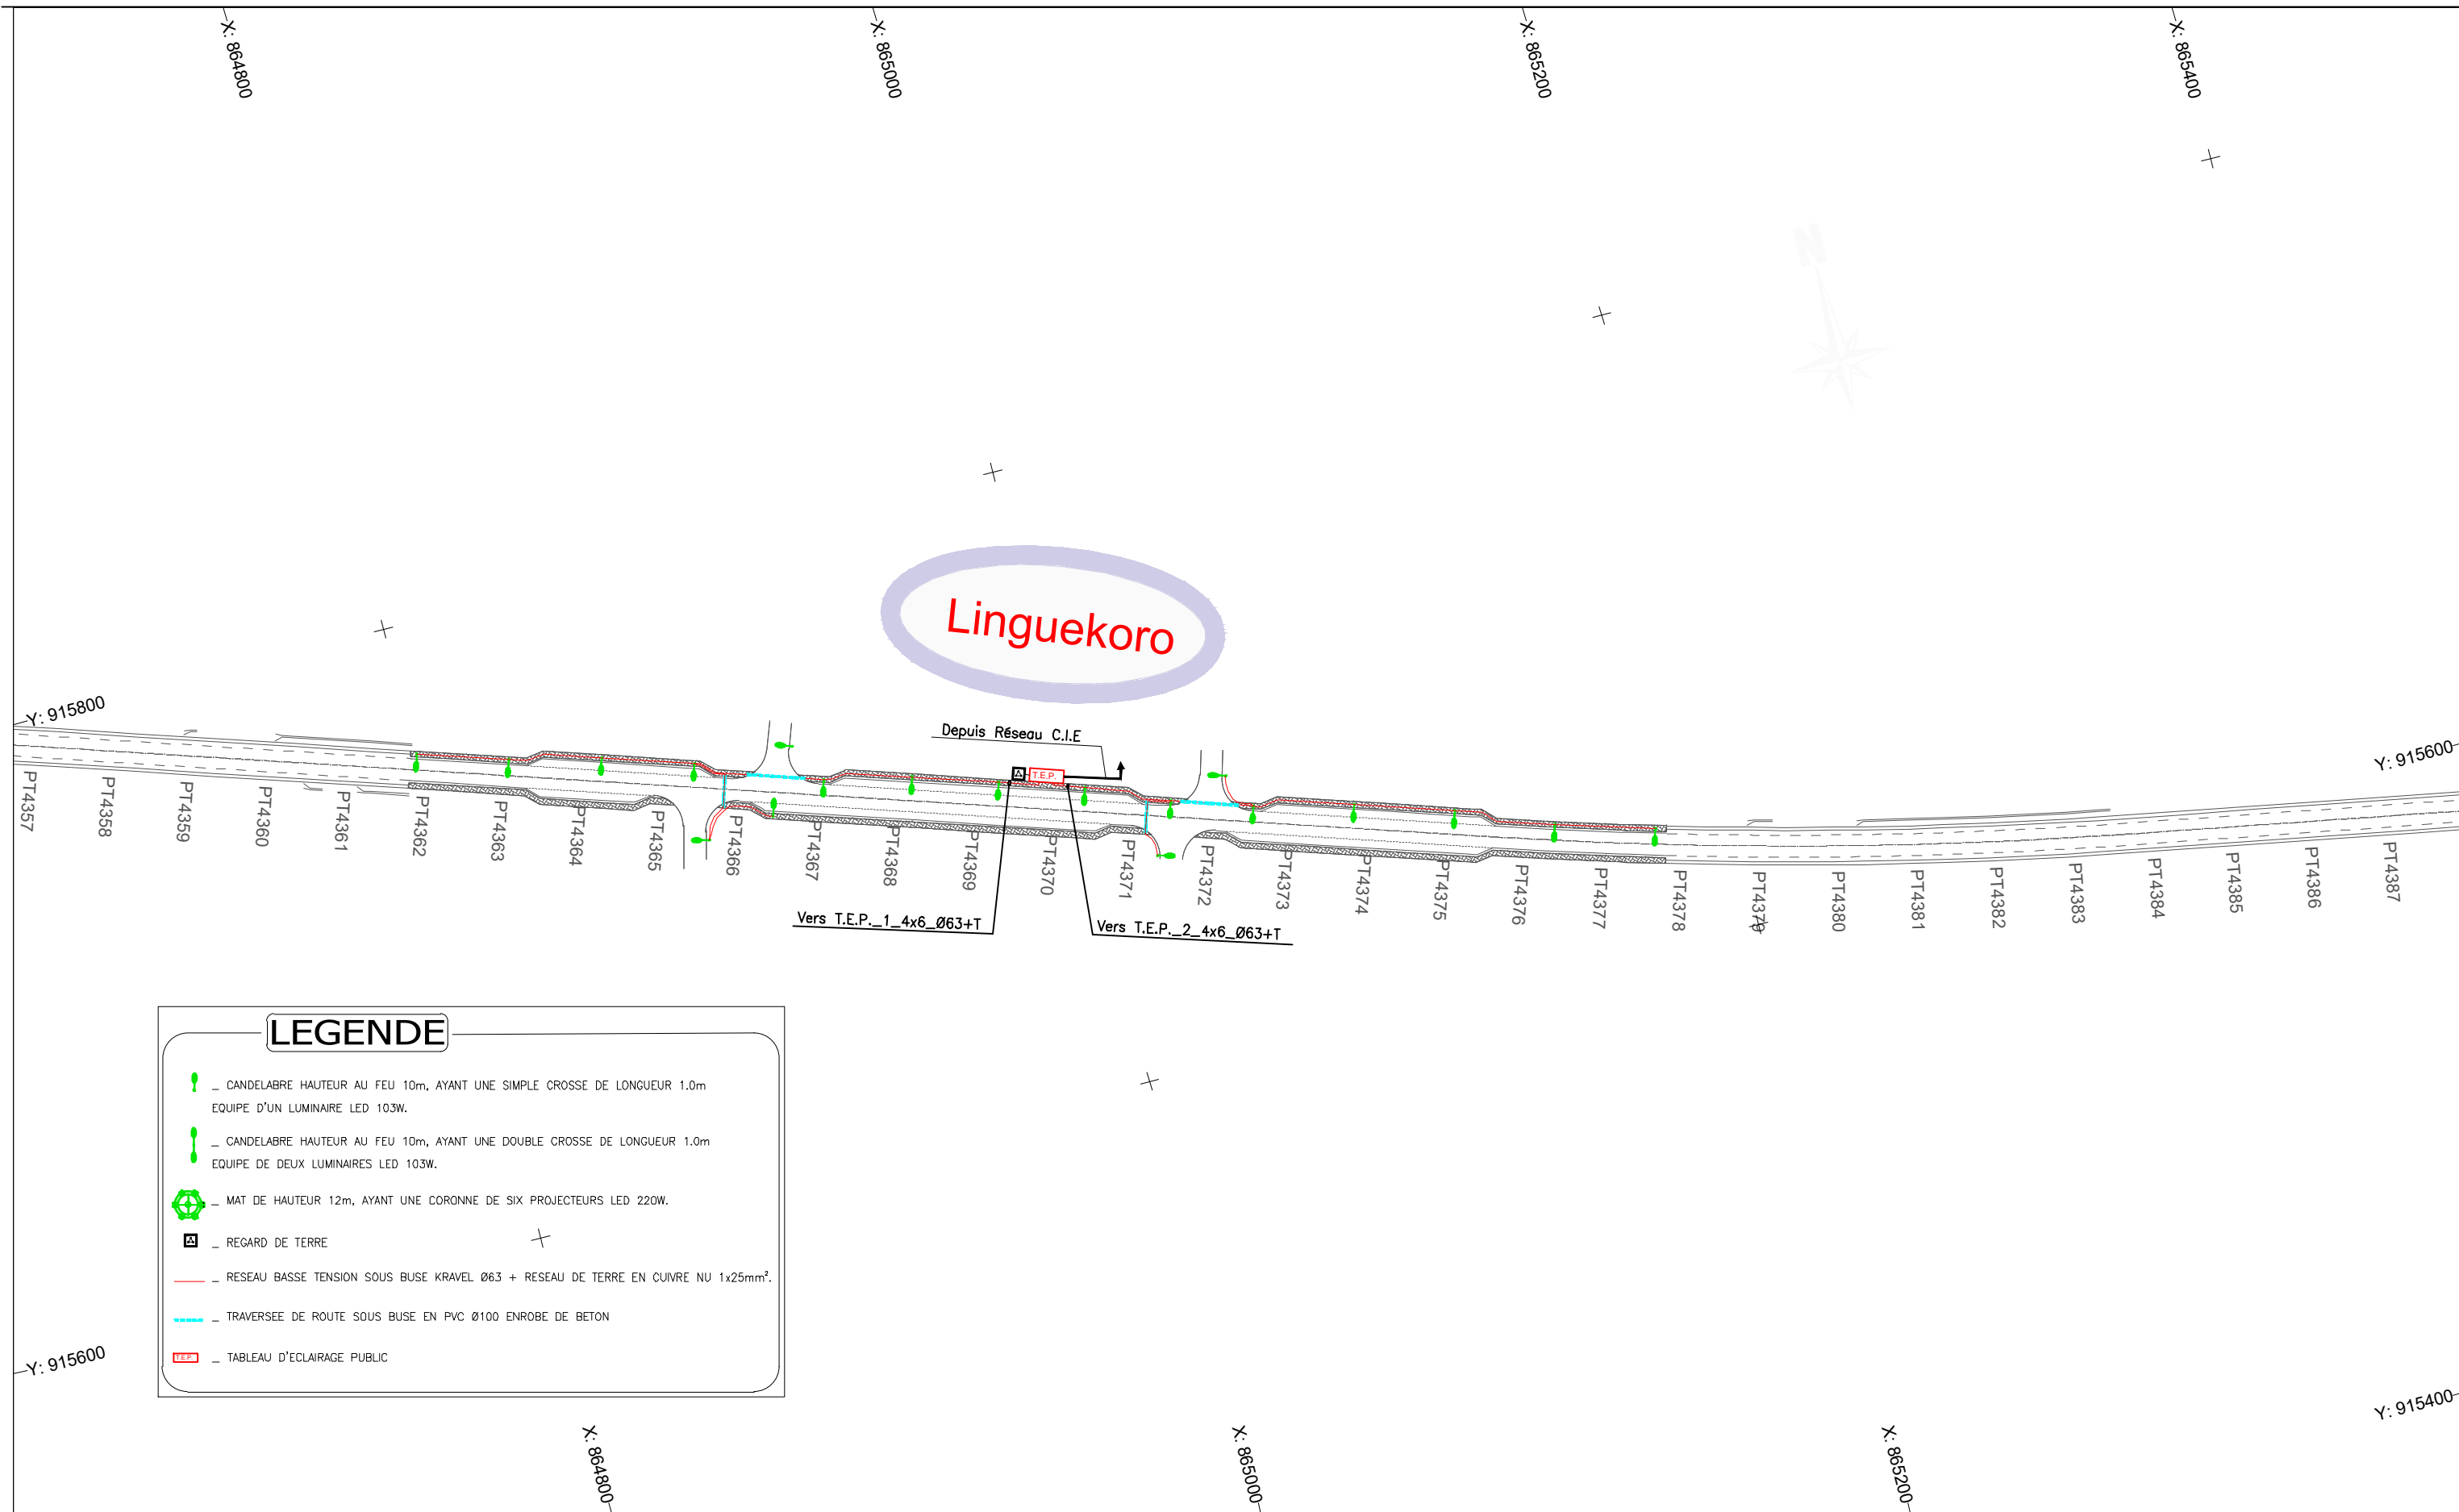 X: 864800
X: 865000
X: 865200
X: 865400
N
Linguekoro
Y: 915800
Depuis Réseau C.I.E
Y: 915600
T.E.P.
PT4357
PT4358
PT4359
PT4360
PT4361
PT4362
PT4363
PT4364
PT4365
PT4366
PT4367
PT4368
PT4369
PT4370
PT4371
PT4372
PT4373
PT4374
PT4375
PT4376
PT4377
PT4378
PT4379
PT4380
PT4381
PT4382
PT4383
PT4384
PT4385
PT4386
PT4387
Vers T.E.P._1_4x6_Ø63+T
Vers T.E.P._2_4x6_Ø63+T
LEGENDE
_ CANDELABRE HAUTEUR AU FEU 10m, AYANT UNE SIMPLE CROSSE DE LONGUEUR 1.0m
EQUIPE D'UN LUMINAIRE LED 103W.
_ CANDELABRE HAUTEUR AU FEU 10m, AYANT UNE DOUBLE CROSSE DE LONGUEUR 1.0m
EQUIPE DE DEUX LUMINAIRES LED 103W.
_ MAT DE HAUTEUR 12m, AYANT UNE CORONNE DE SIX PROJECTEURS LED 220W.
_ REGARD DE TERRE
_ RESEAU BASSE TENSION SOUS BUSE KRAVEL Ø63 + RESEAU DE TERRE EN CUIVRE NU 1x25mm².
_ TRAVERSEE DE ROUTE SOUS BUSE EN PVC Ø100 ENROBE DE BETON
T.E.P. _ TABLEAU D'ECLAIRAGE PUBLIC
Y: 915600
Y: 915400
X: 864800
X: 865000
X: 865200